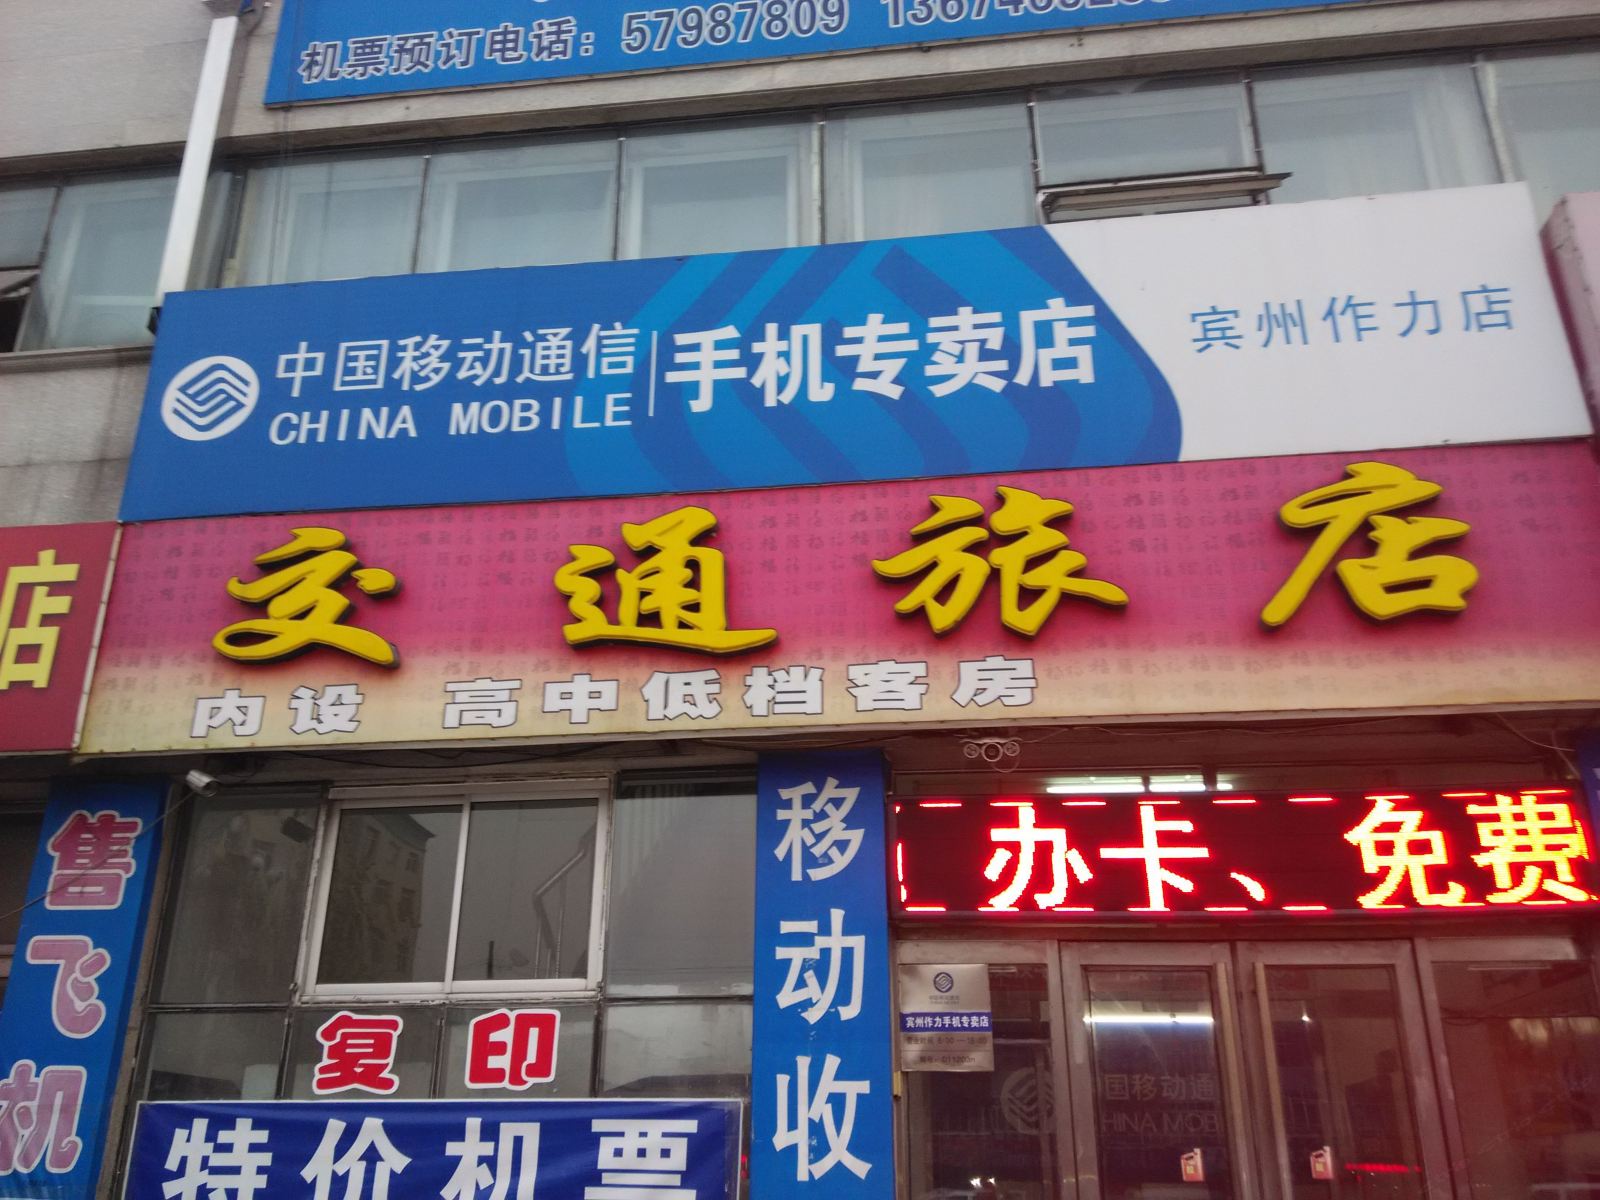 机票预订电话：57987809
中国移动通信
CHINA MOBILE
手机专卖店
宾州作力店
店
交通旅店
内设 高中低档客房
售飞机
移动收
办卡、免费
复印
特价机票
宾州作力手机专卖店
中国移动通
CHINA MOBI